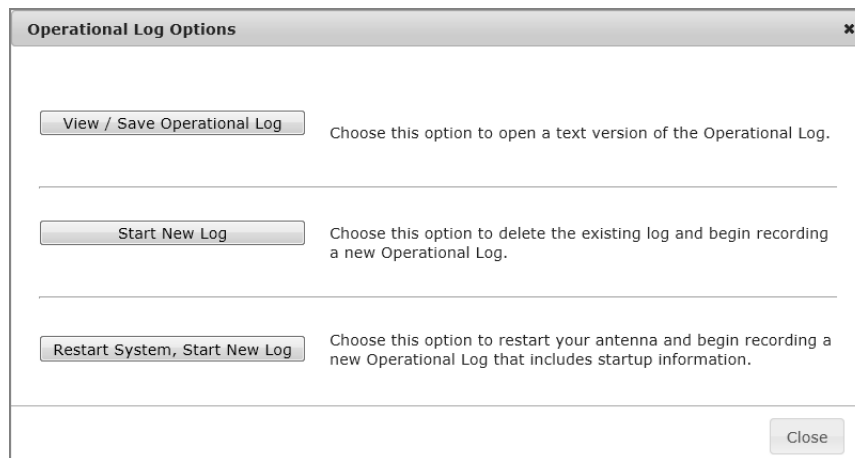 Operational Log Options
View / Save Operational Log
Choose this option to open a text version of the Operational Log.
Start New Log
Choose this option to delete the existing log and begin recording
a new Operational Log.
Restart System, Start New Log
Choose this option to restart your antenna and begin recording a
new Operational Log that includes startup information.
Close